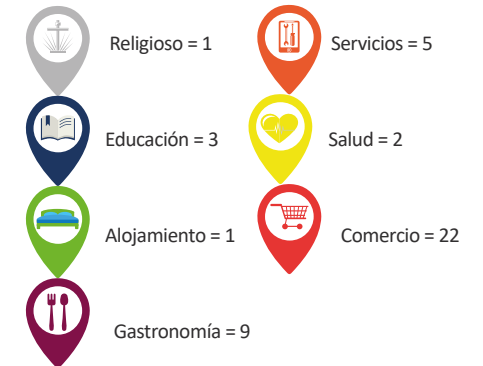 Religioso = 1
Servicios = 5
Educación = 3
Salud = 2
Alojamiento = 1
Comercio = 22
Gastronomía = 9